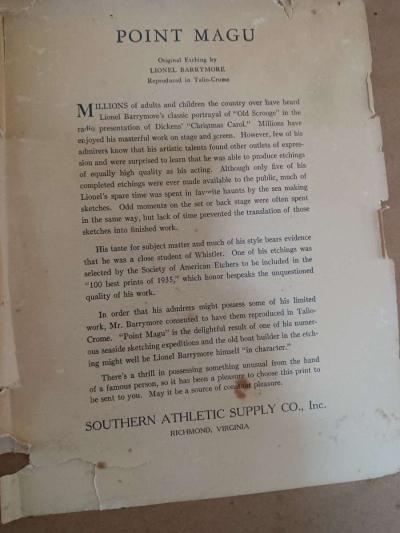 POINT MAGU
Original Etching by
LIONEL BARRYMORE
Reproduced in Talio-Crome
MILLIONS of adults and children the country over have heard
Lionel Barrymore's classic portrayal of "Old Scrooge" in the
radio presentation of Dickens' "Christmas Carol." Millions have
enjoyed his masterful work on stage and screen. However, few of his
admirers know that his artistic talents found other outlets of expres-
sion and were surprised to learn that he was able to produce etchings
of equally high quality as his acting. Although only five of his
completed etchings were ever made available to the public, much of
Lionel's spare time was spent in fav**ite haunts by the sea making
sketches. Odd moments on the set or back stage were often spent
in the same way, but lack of time prevented the translation of those
sketches into finished work.
His taste for subject matter and much of his style bears evidence
that he was a close student of Whistler. One of his etchings was
selected by the Society of American Etchers to be included in the
"100 best prints of 1935," which honor bespeaks the unquestioned
quality of his work.
In order that his admirers might possess some of his limited
work, Mr. Barrymore consented to have them reproduced in Talio-
Crome. "Point Magu" is the delightful result of one of his numer-
ous seaside sketching expeditions and the old boat builder in the etch-
ing might well be Lionel Barrymore himself "in character."
There's a thrill in possessing something unusual from the hand
of a famous person, so it has been a pleasure to choose this print to
be sent to you. May it be a source of constant pleasure.
SOUTHERN ATHLETIC SUPPLY CO., Inc.
RICHMOND, VIRGINIA